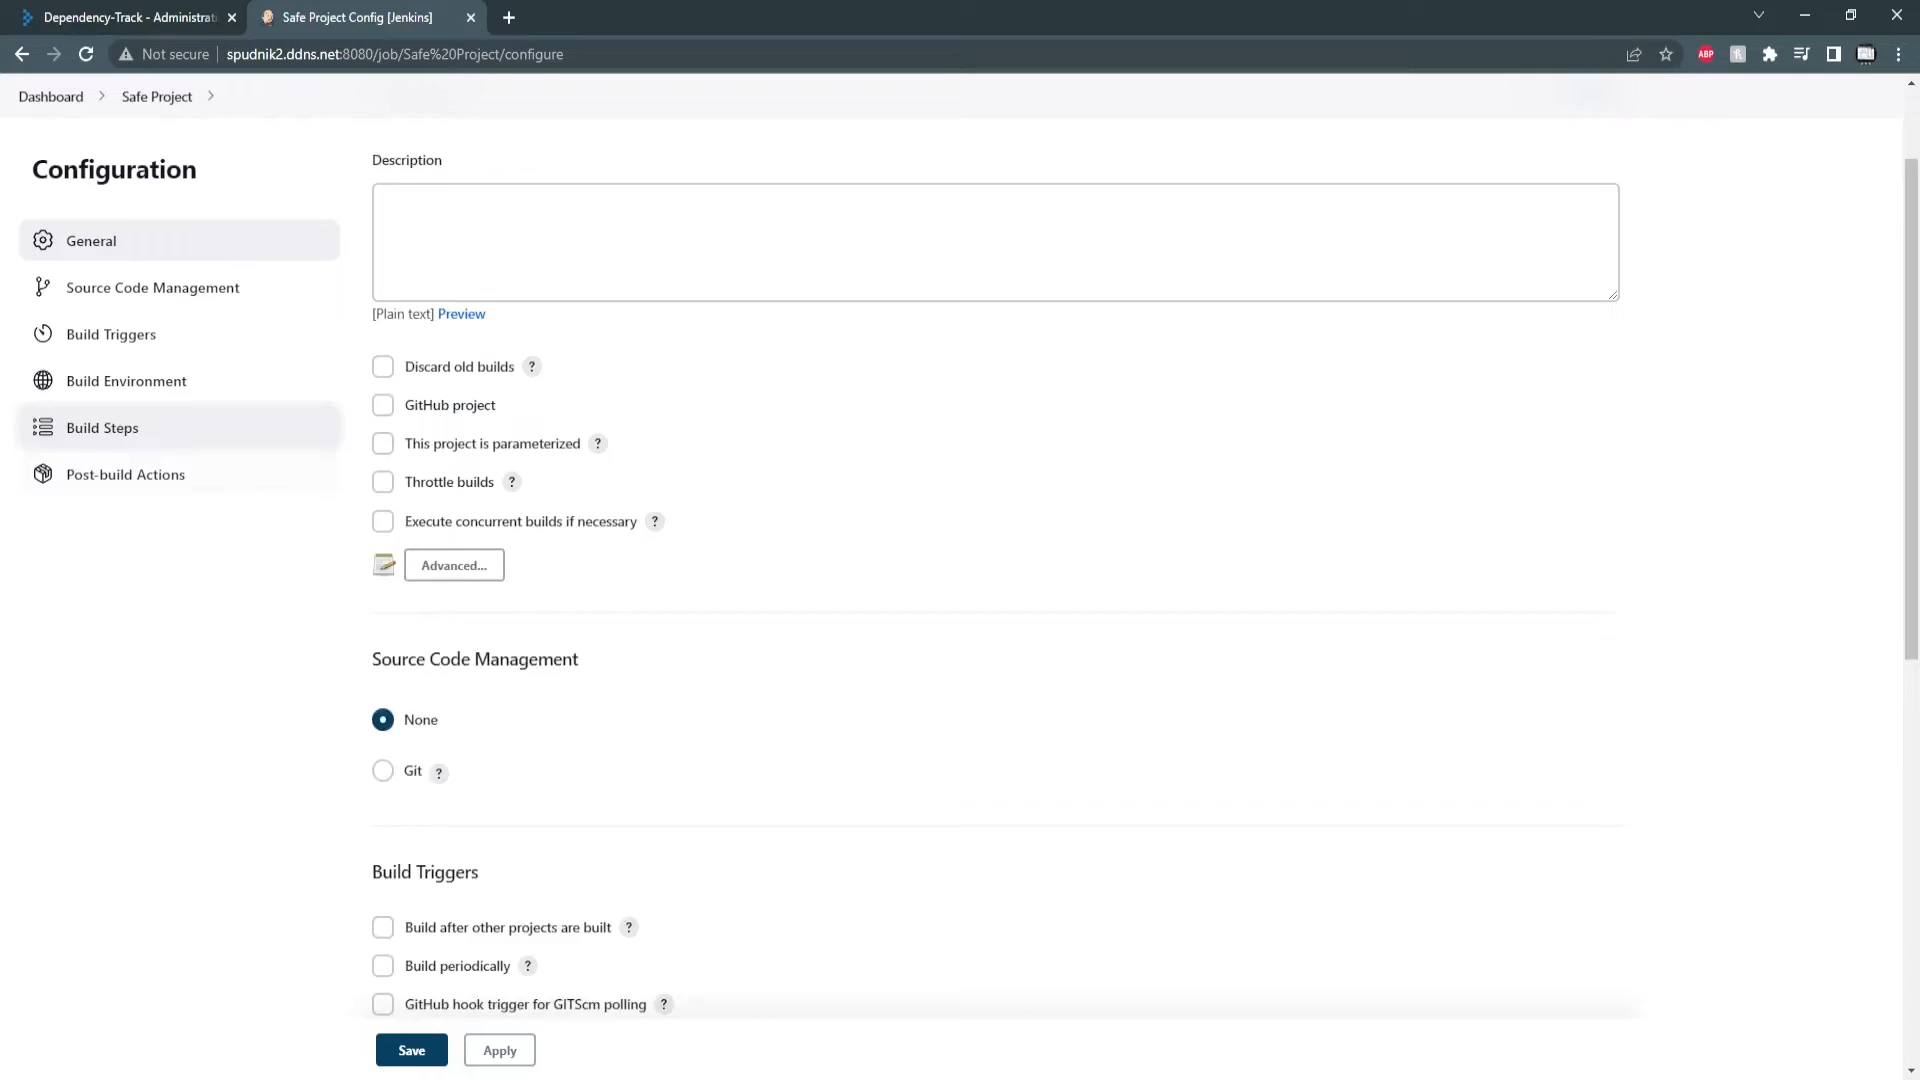 Dependency-Track - Administrati
Safe Project Config [Jenkins]
Not secure
spudnik2.ddns.net:8080/job/Safe%20Project/configure
ABP
Dashboard
Safe Project
Configuration
General
Source Code Management
Build Triggers
Build Environment
Build Steps
Post-build Actions
Description
[Plain text] Preview
Discard old builds ?
GitHub project
This project is parameterized ?
Throttle builds ?
Execute concurrent builds if necessary ?
Advanced...
Source Code Management
None
Git ?
Build Triggers
Build after other projects are built ?
Build periodically ?
GitHub hook trigger for GITScm polling ?
Save
Apply